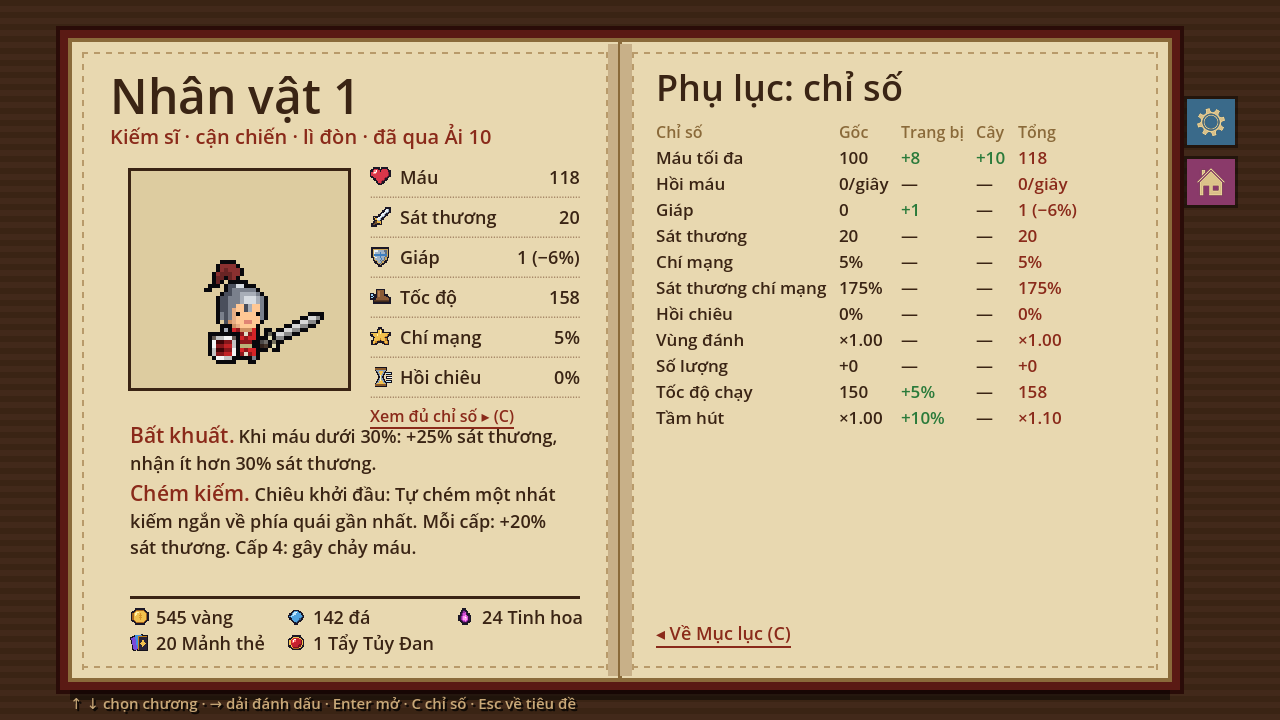 Nhân vật 1
Kiếm sĩ · cận chiến · lì đòn · đã qua Ải 10
Máu 118
Sát thương 20
Giáp 1 (−6%)
Tốc độ 158
Chí mạng 5%
Hồi chiêu 0%
Xem đủ chỉ số ▸ (C)
Bất khuất. Khi máu dưới 30%: +25% sát thương,
nhận ít hơn 30% sát thương.
Chém kiếm. Chiêu khởi đầu: Tự chém một nhát
kiếm ngắn về phía quái gần nhất. Mỗi cấp: +20%
sát thương. Cấp 4: gây chảy máu.
545 vàng 142 đá 24 Tinh hoa
20 Mảnh thẻ 1 Tẩy Tủy Đan
Phụ lục: chỉ số
Chỉ số Gốc Trang bị Cây Tổng
Máu tối đa 100 +8 +10 118
Hồi máu 0/giây — — 0/giây
Giáp 0 +1 — 1 (−6%)
Sát thương 20 — — 20
Chí mạng 5% — — 5%
Sát thương chí mạng 175% — — 175%
Hồi chiêu 0% — — 0%
Vùng đánh ×1.00 — — ×1.00
Số lượng +0 — — +0
Tốc độ chạy 150 +5% — 158
Tầm hút ×1.00 +10% — ×1.10
◂ Về Mục lục (C)
↑ ↓ chọn chương · → dải đánh dấu · Enter mở · C chỉ số · Esc về tiêu đề